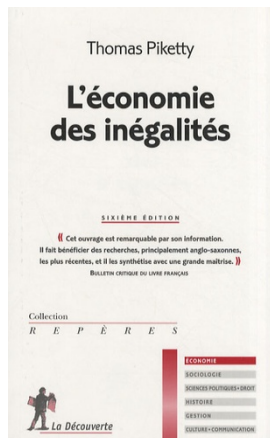 Thomas Piketty
L'économie
des inégalités
SIXIÈME ÉDITION
« Cet ouvrage est remarquable par son information.
Il fait bénéficier des recherches, principalement anglo-saxonnes,
les plus récentes, et il les synthétise avec une grande maîtrise. »
BULLETIN CRITIQUE DU LIVRE FRANÇAIS
Collection
REPÈRES
ÉCONOMIE
SOCIOLOGIE
SCIENCES POLITIQUES • DROIT
HISTOIRE
GESTION
CULTURE • COMMUNICATION
La Découverte